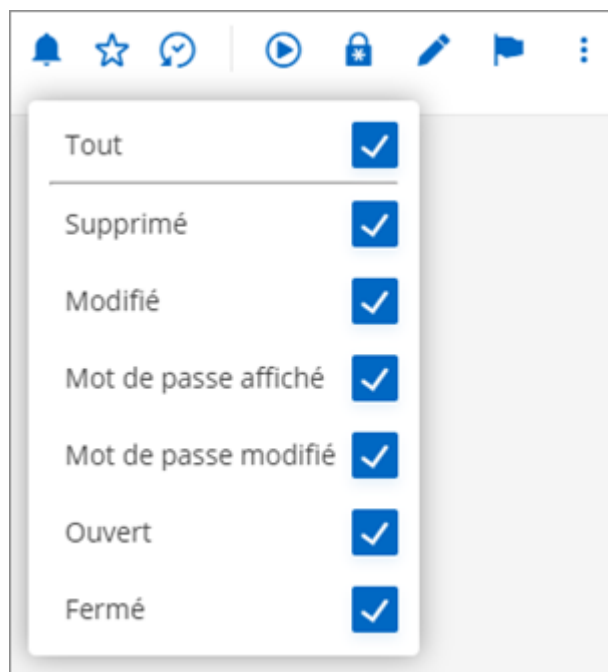 Tout
Supprimé
Modifié
Mot de passe affiché
Mot de passe modifié
Ouvert
Fermé